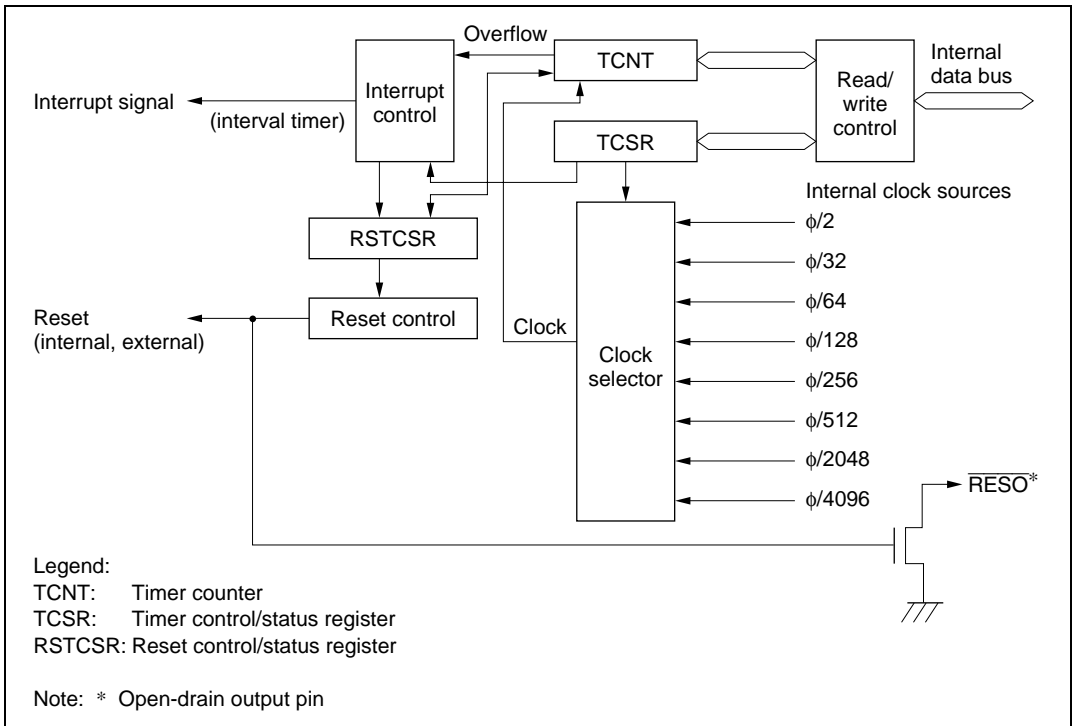 Overflow
TCNT
Internal
data bus
Read/
write
control
Interrupt
control
Interrupt signal
(interval timer)
TCSR
Internal clock sources
RSTCSR
ϕ/2
ϕ/32
ϕ/64
ϕ/128
ϕ/256
ϕ/512
ϕ/2048
ϕ/4096
Reset
(internal, external)
Reset control
Clock
Clock
selector
RESO*
Legend:
TCNT: Timer counter
TCSR: Timer control/status register
RSTCSR: Reset control/status register
Note: * Open-drain output pin